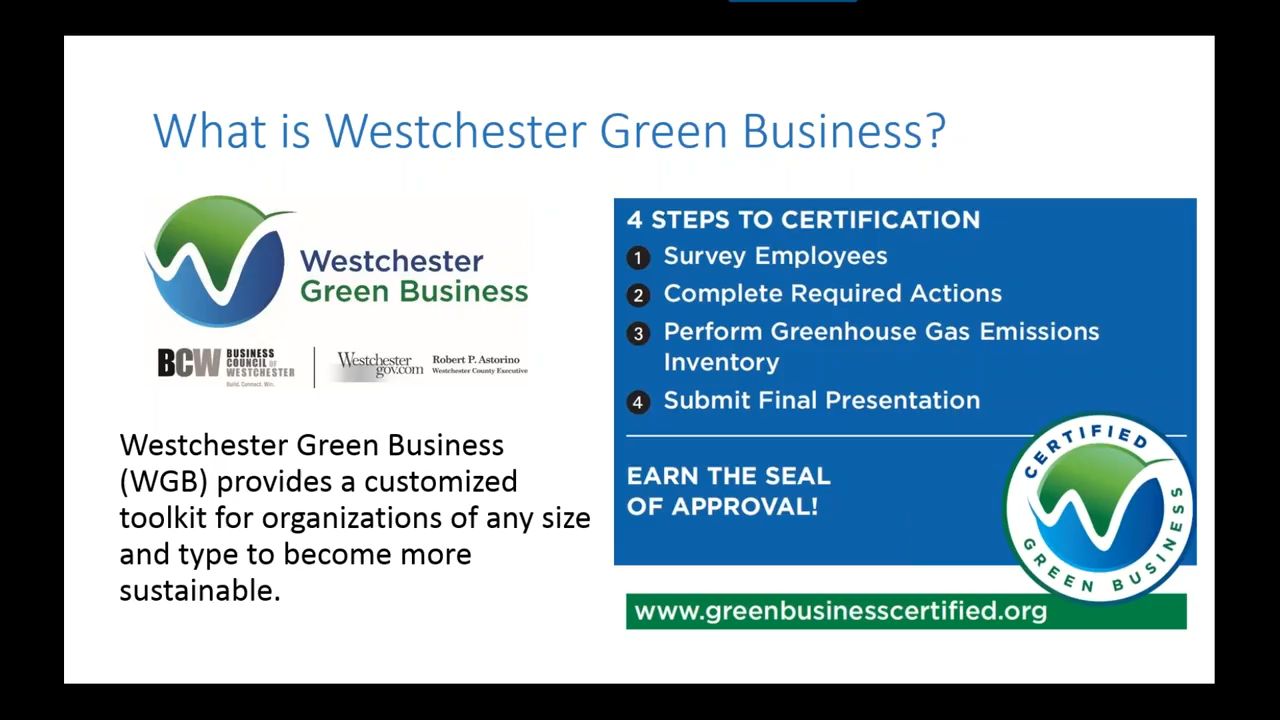 What is Westchester Green Business?
Westchester
Green Business
BCW BUSINESS
COUNCIL OF
WESTCHESTER
Build. Connect. Win.
Westchester
gov.com
Robert P. Astorino
Westchester County Executive
Westchester Green Business
(WGB) provides a customized
toolkit for organizations of any size
and type to become more
sustainable.
4 STEPS TO CERTIFICATION
1 Survey Employees
2 Complete Required Actions
3 Perform Greenhouse Gas Emissions
Inventory
4 Submit Final Presentation
EARN THE SEAL
OF APPROVAL!
CERTIFIED
GREEN BUSINESS
www.greenbusinesscertified.org